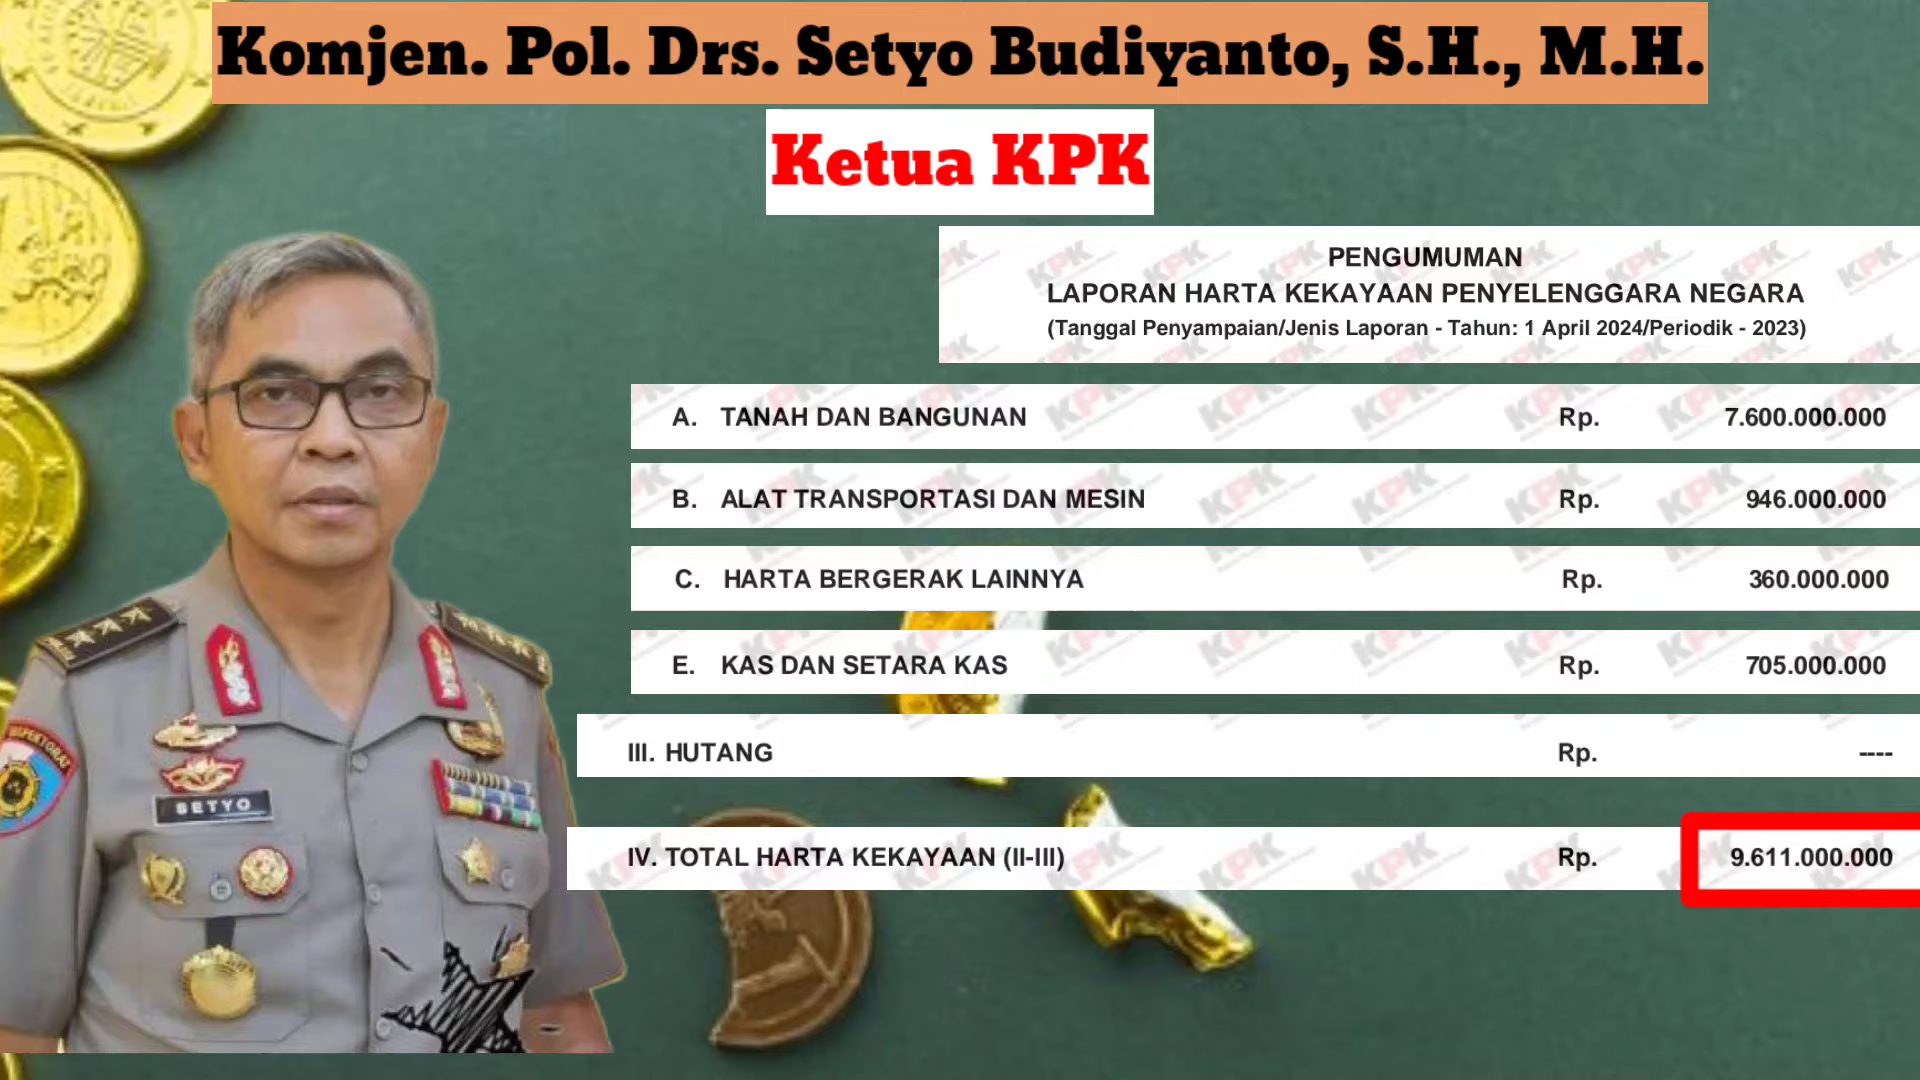 Komjen. Pol. Drs. Setyo Budiyanto, S.H., M.H.
Ketua KPK
PENGUMUMAN
LAPORAN HARTA KEKAYAAN PENYELENGGARA NEGARA
(Tanggal Penyampaian/Jenis Laporan - Tahun: 1 April 2024/Periodik - 2023)
A. TANAH DAN BANGUNAN Rp. 7.600.000.000
B. ALAT TRANSPORTASI DAN MESIN Rp. 946.000.000
C. HARTA BERGERAK LAINNYA Rp. 360.000.000
E. KAS DAN SETARA KAS Rp. 705.000.000
III. HUTANG Rp. ----
IV. TOTAL HARTA KEKAYAAN (II-III) Rp. 9.611.000.000
SETYO
KPK